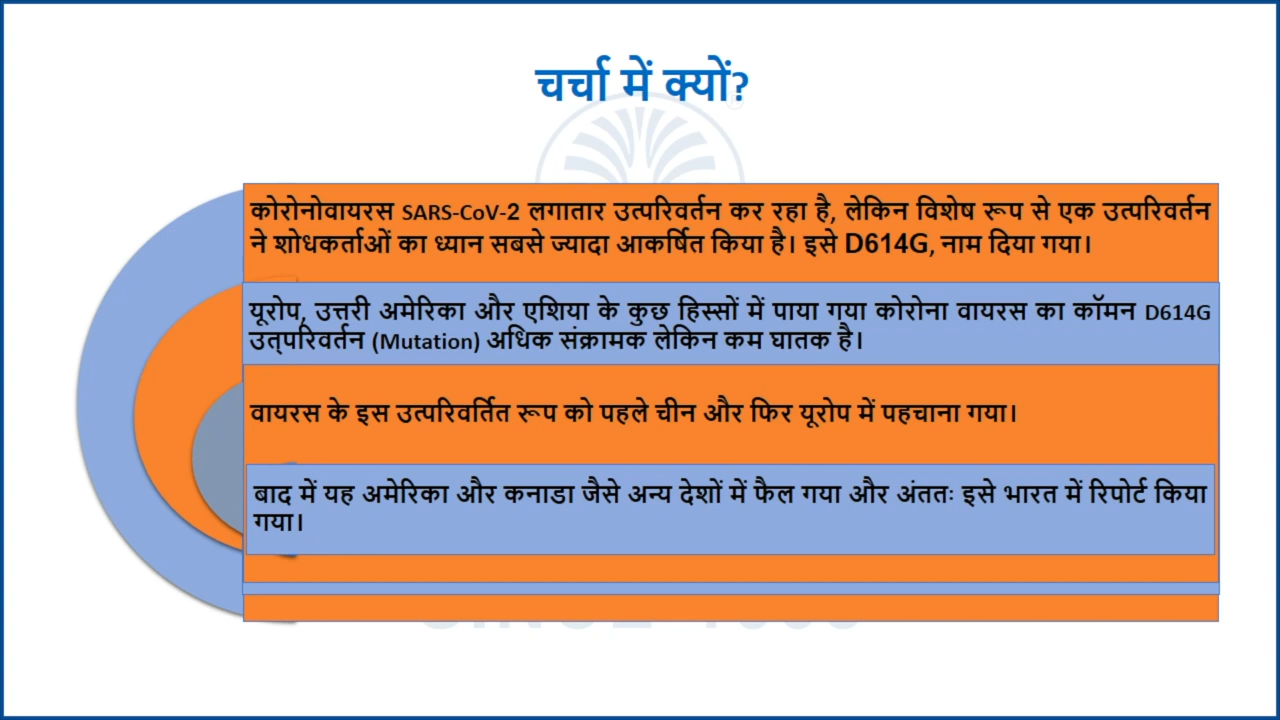 चर्चा में क्यों?
कोरोनोवायरस SARS-CoV-2 लगातार उत्परिवर्तन कर रहा है, लेकिन विशेष रूप से एक उत्परिवर्तन
ने शोधकर्ताओं का ध्यान सबसे ज्यादा आकर्षित किया है। इसे D614G, नाम दिया गया।
यूरोप, उत्तरी अमेरिका और एशिया के कुछ हिस्सों में पाया गया कोरोना वायरस का कॉमन D614G
उत्परिवर्तन (Mutation) अधिक संक्रामक लेकिन कम घातक है।
वायरस के इस उत्परिवर्तित रूप को पहले चीन और फिर यूरोप में पहचाना गया।
बाद में यह अमेरिका और कनाडा जैसे अन्य देशों में फैल गया और अंततः इसे भारत में रिपोर्ट किया
गया।